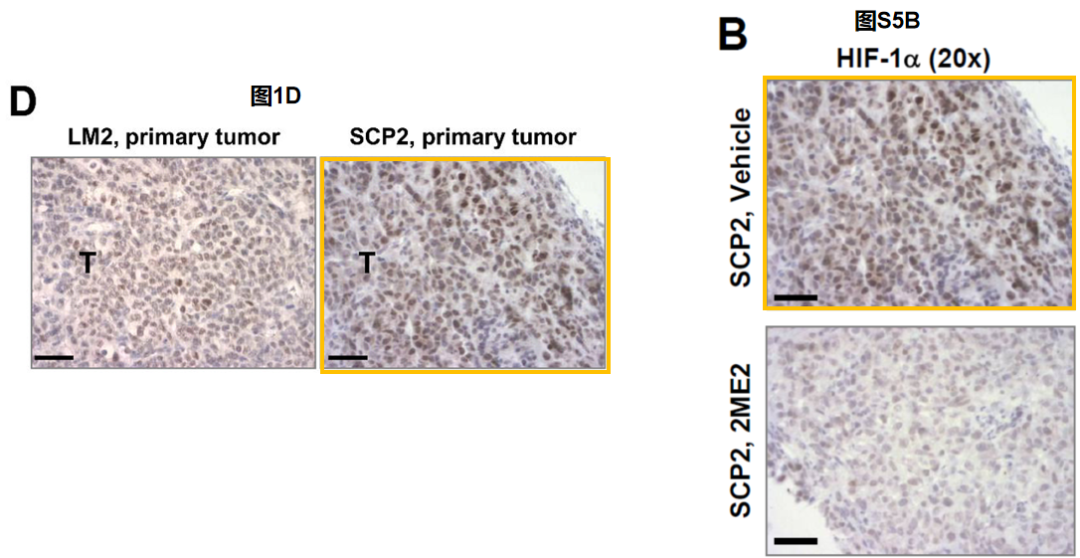 D
图1D
LM2, primary tumor
SCP2, primary tumor
T
T
B
图S5B
HIF-1α (20x)
SCP2, Vehicle
SCP2, 2ME2